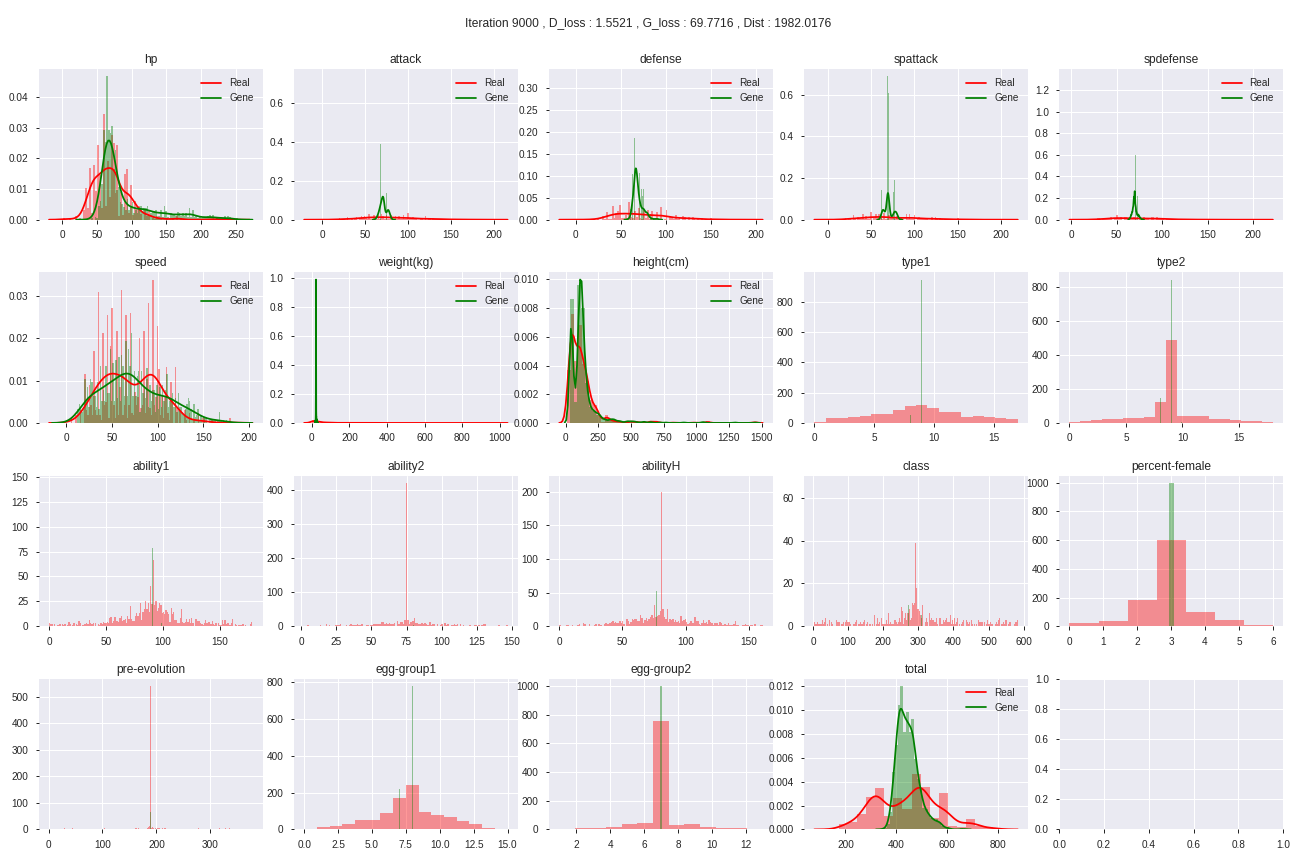 Iteration 9000 , D_loss : 1.5521 , G_loss : 69.7716 , Dist : 1982.0176
hp
attack
defense
spattack
spdefense
Real
Gene
Real
Gene
Real
Gene
Real
Gene
Real
Gene
0.04
0.03
0.02
0.01
0.00
0.6
0.4
0.2
0.0
0.30
0.25
0.20
0.15
0.10
0.05
0.00
0.6
0.4
0.2
0.0
1.2
1.0
0.8
0.6
0.4
0.2
0.0
0 50 100 150 200 250
0 50 100 150 200
0 50 100 150 200
0 50 100 150 200
0 50 100 150 200
speed
weight(kg)
height(cm)
type1
type2
Real
Gene
Real
Gene
Real
Gene
0.03
0.02
0.01
0.00
1.0
0.8
0.6
0.4
0.2
0.0
0.010
0.008
0.006
0.004
0.002
0.000
800
600
400
200
0
800
600
400
200
0
0 50 100 150 200
0 200 400 600 800 1000
0 250 500 750 1000 1250 1500
0 5 10 15
0 5 10 15
ability1
ability2
abilityH
class
percent-female
150
125
100
75
50
25
0
400
300
200
100
0
200
150
100
50
0
60
40
20
0
1000
800
600
400
200
0
0 50 100 150
0 25 50 75 100 125 150
0 50 100 150
0 100 200 300 400 500 600
0 1 2 3 4 5 6
pre-evolution
egg-group1
egg-group2
total
Real
Gene
500
400
300
200
100
0
800
600
400
200
0
1000
800
600
400
200
0
0.012
0.010
0.008
0.006
0.004
0.002
0.000
1.0
0.8
0.6
0.4
0.2
0.0
0 100 200 300
0.0 2.5 5.0 7.5 10.0 12.5 15.0
2 4 6 8 10 12
200 400 600 800
0.0 0.2 0.4 0.6 0.8 1.0